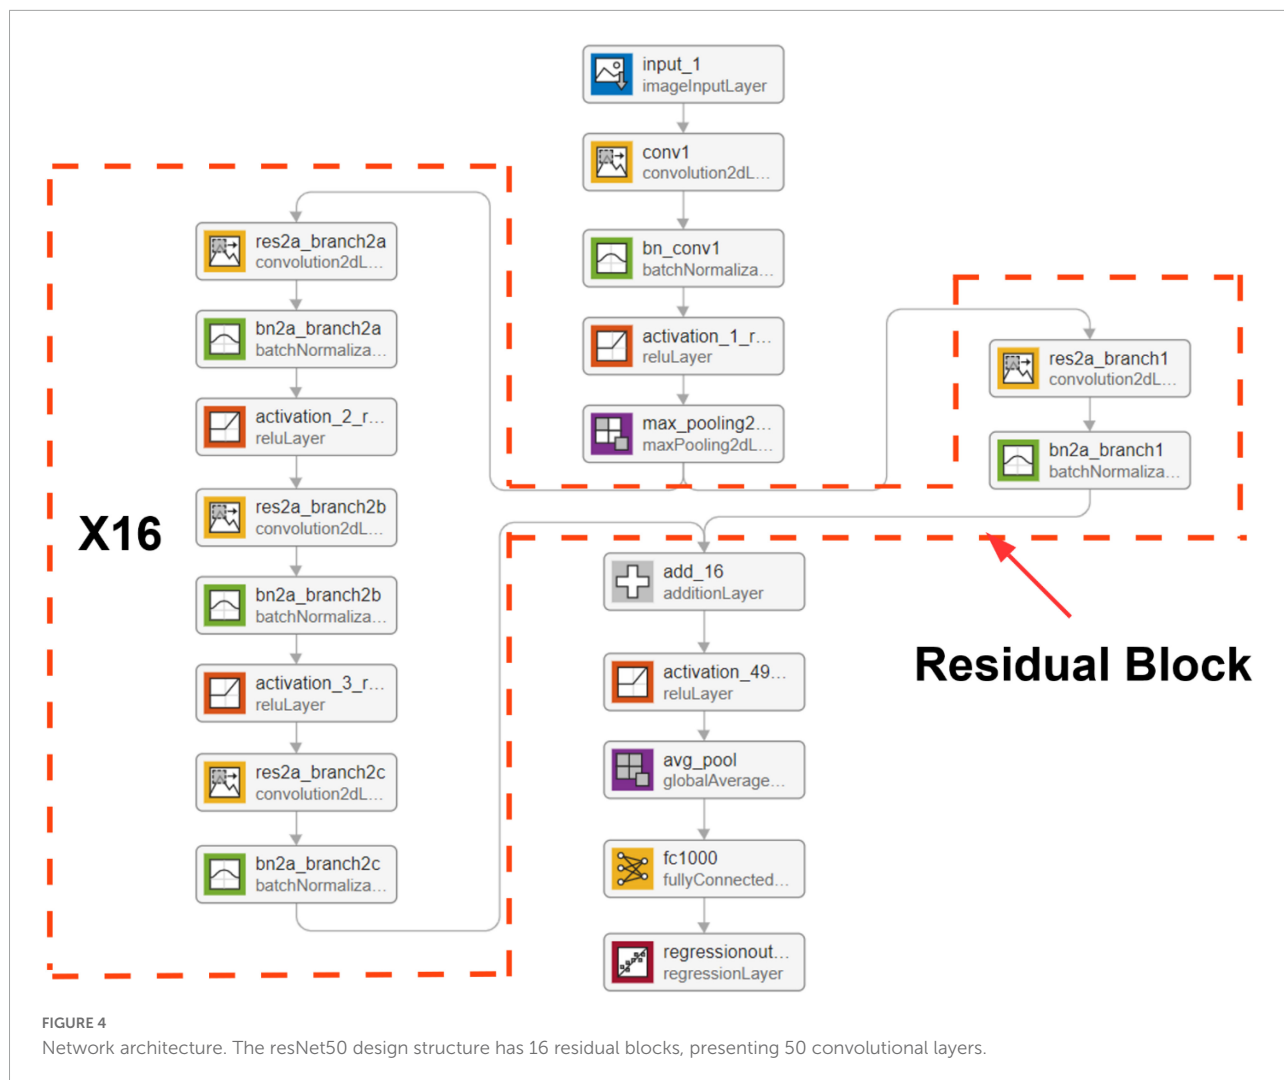 input_1
imageInputLayer
conv1
convolution2dL...
bn_conv1
batchNormaliza...
activation_1_r...
reluLayer
max_pooling2...
maxPooling2dL...
res2a_branch2a
convolution2dL...
bn2a_branch2a
batchNormaliza...
activation_2_r...
reluLayer
res2a_branch2b
convolution2dL...
bn2a_branch2b
batchNormaliza...
activation_3_r...
reluLayer
res2a_branch2c
convolution2dL...
bn2a_branch2c
batchNormaliza...
X16
res2a_branch1
convolution2dL...
bn2a_branch1
batchNormaliza...
Residual Block
add_16
additionLayer
activation_49...
reluLayer
avg_pool
globalAverage...
fc1000
fullyConnected...
regressionout...
regressionLayer
FIGURE 4
Network architecture. The resNet50 design structure has 16 residual blocks, presenting 50 convolutional layers.